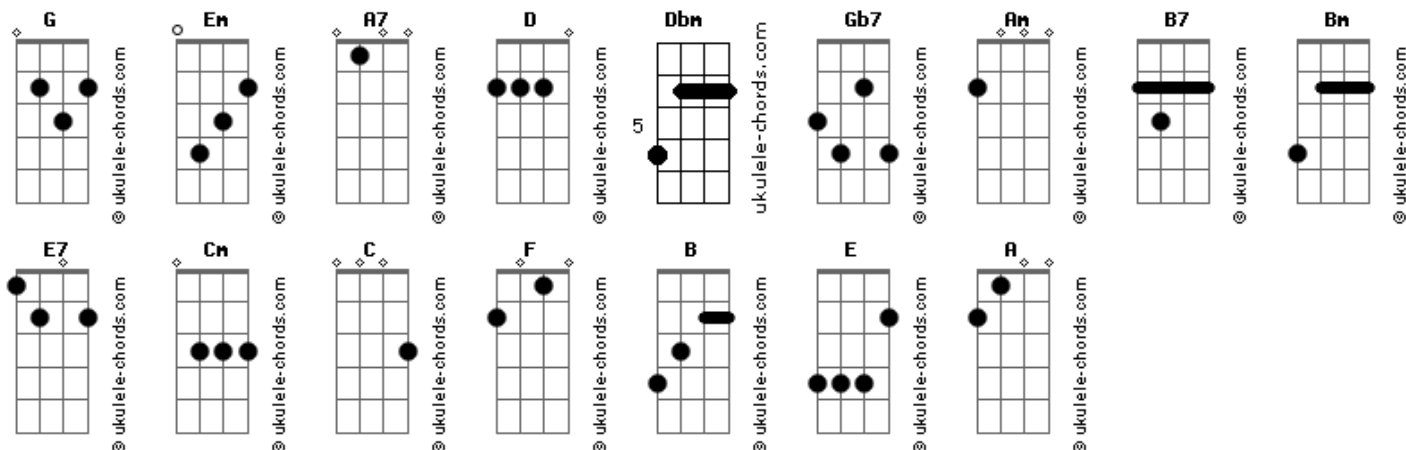 G Em A7 D Dbm Gb7 Am B7 Bm
© ukulele-chords.com © ukulele-chords.com © ukulele-chords.com © ukulele-chords.com ukulele-chords.com © ukulele-chords.com © ukulele-chords.com © ukulele-chords.com © ukulele-chords.com
5
E7 Cm C F B E A
© ukulele-chords.com © ukulele-chords.com © ukulele-chords.com © ukulele-chords.com © ukulele-chords.com © ukulele-chords.com © ukulele-chords.com